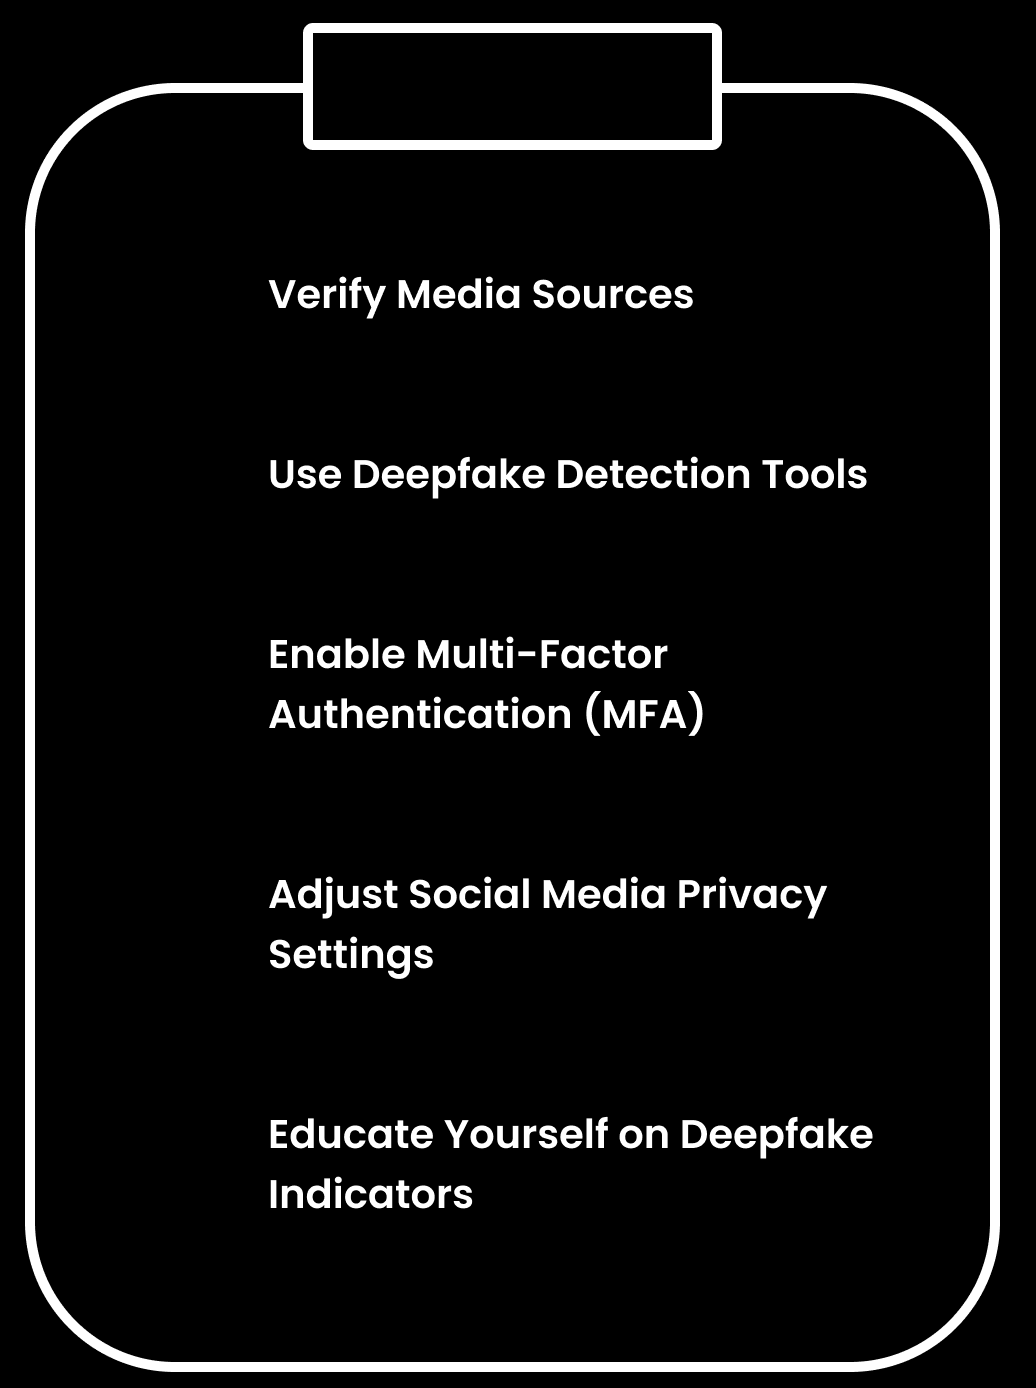 Verify Media Sources
Use Deepfake Detection Tools
Enable Multi-Factor
Authentication (MFA)
Adjust Social Media Privacy
Settings
Educate Yourself on Deepfake
Indicators